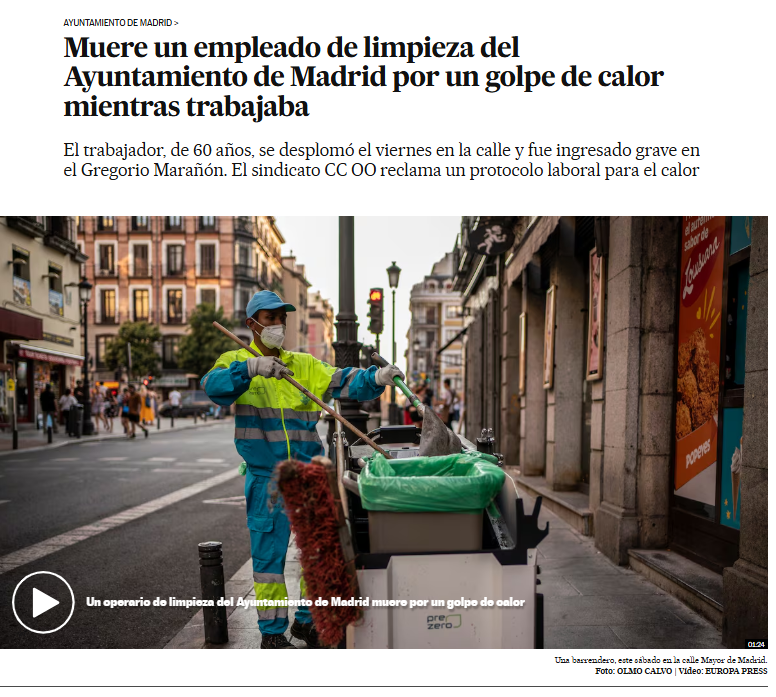 AYUNTAMIENTO DE MADRID >
Muere un empleado de limpieza del
Ayuntamiento de Madrid por un golpe de calor
mientras trabajaba
El trabajador, de 60 años, se desplomó el viernes en la calle y fue ingresado grave en
el Gregorio Marañón. El sindicato CC OO reclama un protocolo laboral para el calor
el auténtico
sabor de
Louisiana
POPEYES
Un operario de limpieza del Ayuntamiento de Madrid muere por un golpe de calor
pre
zero
01:24
Una barrendero, este sábado en la calle Mayor de Madrid.
Foto: OLMO CALVO | Vídeo: EUROPA PRESS